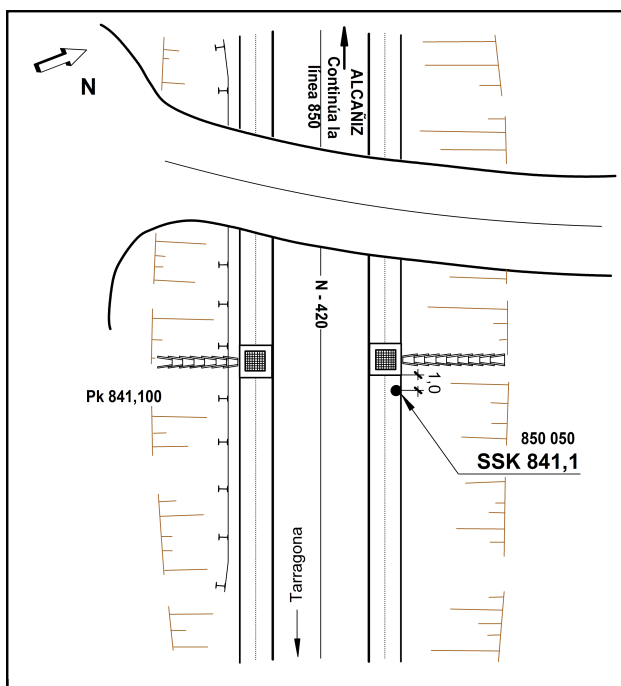 N
ALCAÑIZ
Continúa la
línea 850
N - 420
1,0
Pk 841,100
850 050
SSK 841,1
Tarragona